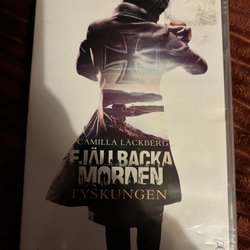 CAMILLA LÄCKBERG
FJÄLLBACKA
MORDEN
TYSKUNGEN